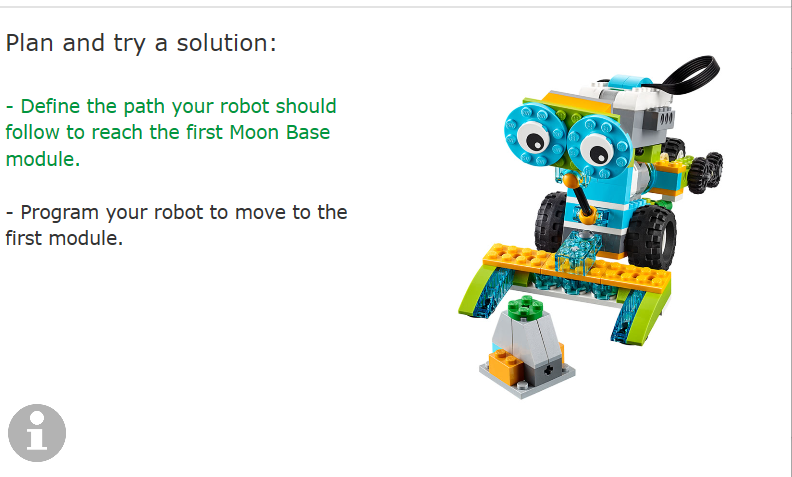 Plan and try a solution:
- Define the path your robot should
follow to reach the first Moon Base
module.
- Program your robot to move to the
first module.